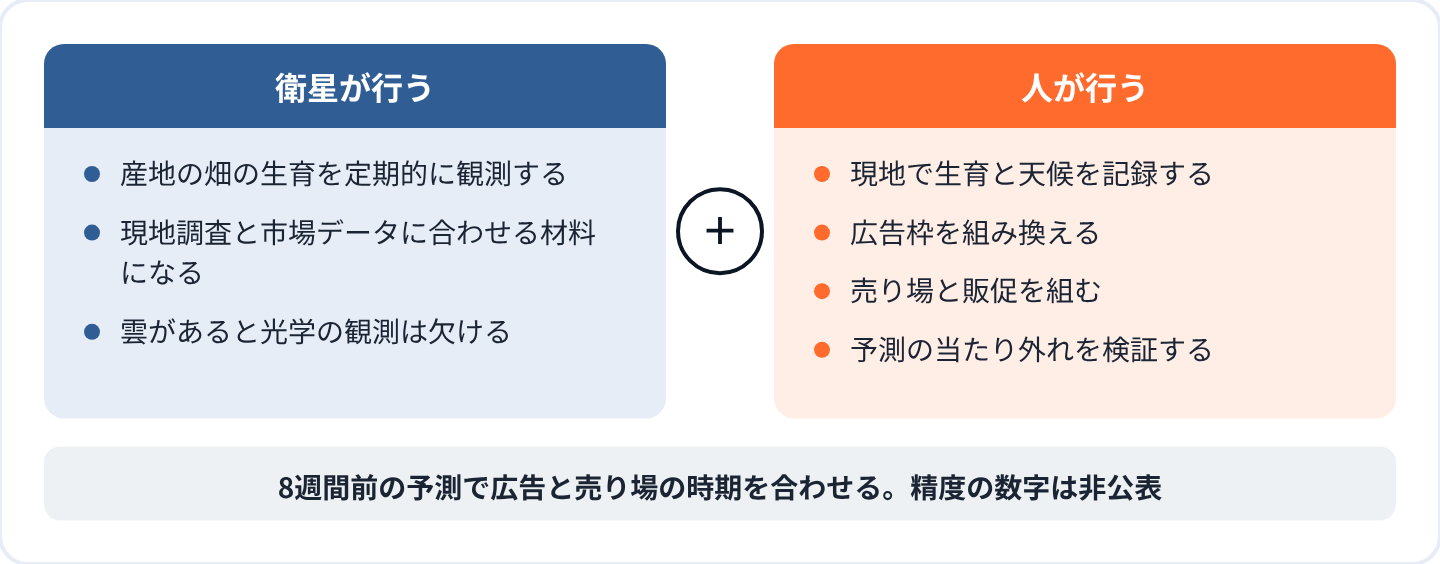 衛星が行う
産地の畑の生育を定期的に観測する
現地調査と市場データに合わせる材料
になる
雲があると光学の観測は欠ける
+
人が行う
現地で生育と天候を記録する
広告枠を組み換える
売り場と販促を組む
予測の当たり外れを検証する
8週間前の予測で広告と売り場の時期を合わせる。精度の数字は非公表